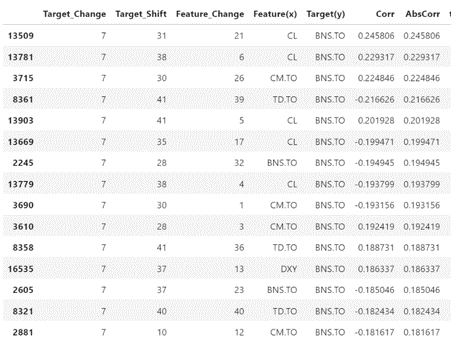 Target_Change Target_Shift Feature_Change Feature(x) Target(y) Corr AbsCorr
13509 7 31 21 CL BNS.TO 0.245806 0.245806
13781 7 38 6 CL BNS.TO 0.229317 0.229317
3715 7 30 26 CM.TO BNS.TO 0.224846 0.224846
8361 7 41 39 TD.TO BNS.TO -0.216626 0.216626
13903 7 41 5 CL BNS.TO 0.201928 0.201928
13669 7 35 17 CL BNS.TO -0.199471 0.199471
2245 7 28 32 BNS.TO BNS.TO -0.194945 0.194945
13779 7 38 4 CL BNS.TO -0.193799 0.193799
3690 7 30 1 CM.TO BNS.TO -0.193156 0.193156
3610 7 28 3 CM.TO BNS.TO 0.192419 0.192419
8358 7 41 36 TD.TO BNS.TO 0.188731 0.188731
16535 7 37 13 DXY BNS.TO 0.186337 0.186337
2605 7 37 23 BNS.TO BNS.TO -0.185046 0.185046
8321 7 40 40 TD.TO BNS.TO -0.182434 0.182434
2881 7 10 12 CM.TO BNS.TO -0.181617 0.181617